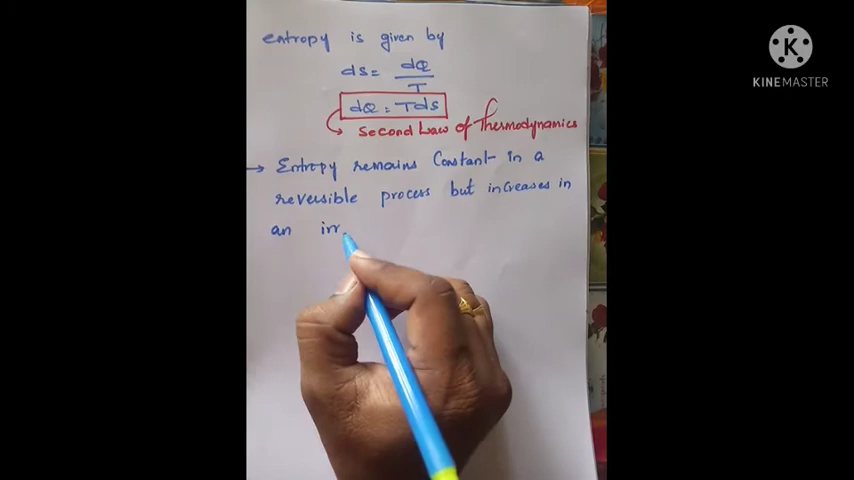 entropy is given by
ds = dQ / T
dQ = Tds
Second Law of Thermodynamics
→ Entropy remains Constant in a
reversible process but increases in
an irr
K
KINEMASTER